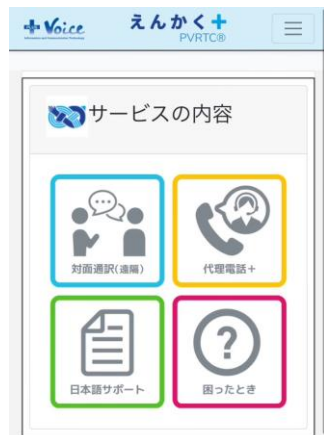 +Voice
えんかく+
PVRTC®
サービスの内容
対面通訳(遠隔)
代理電話+
日本語サポート
困ったとき